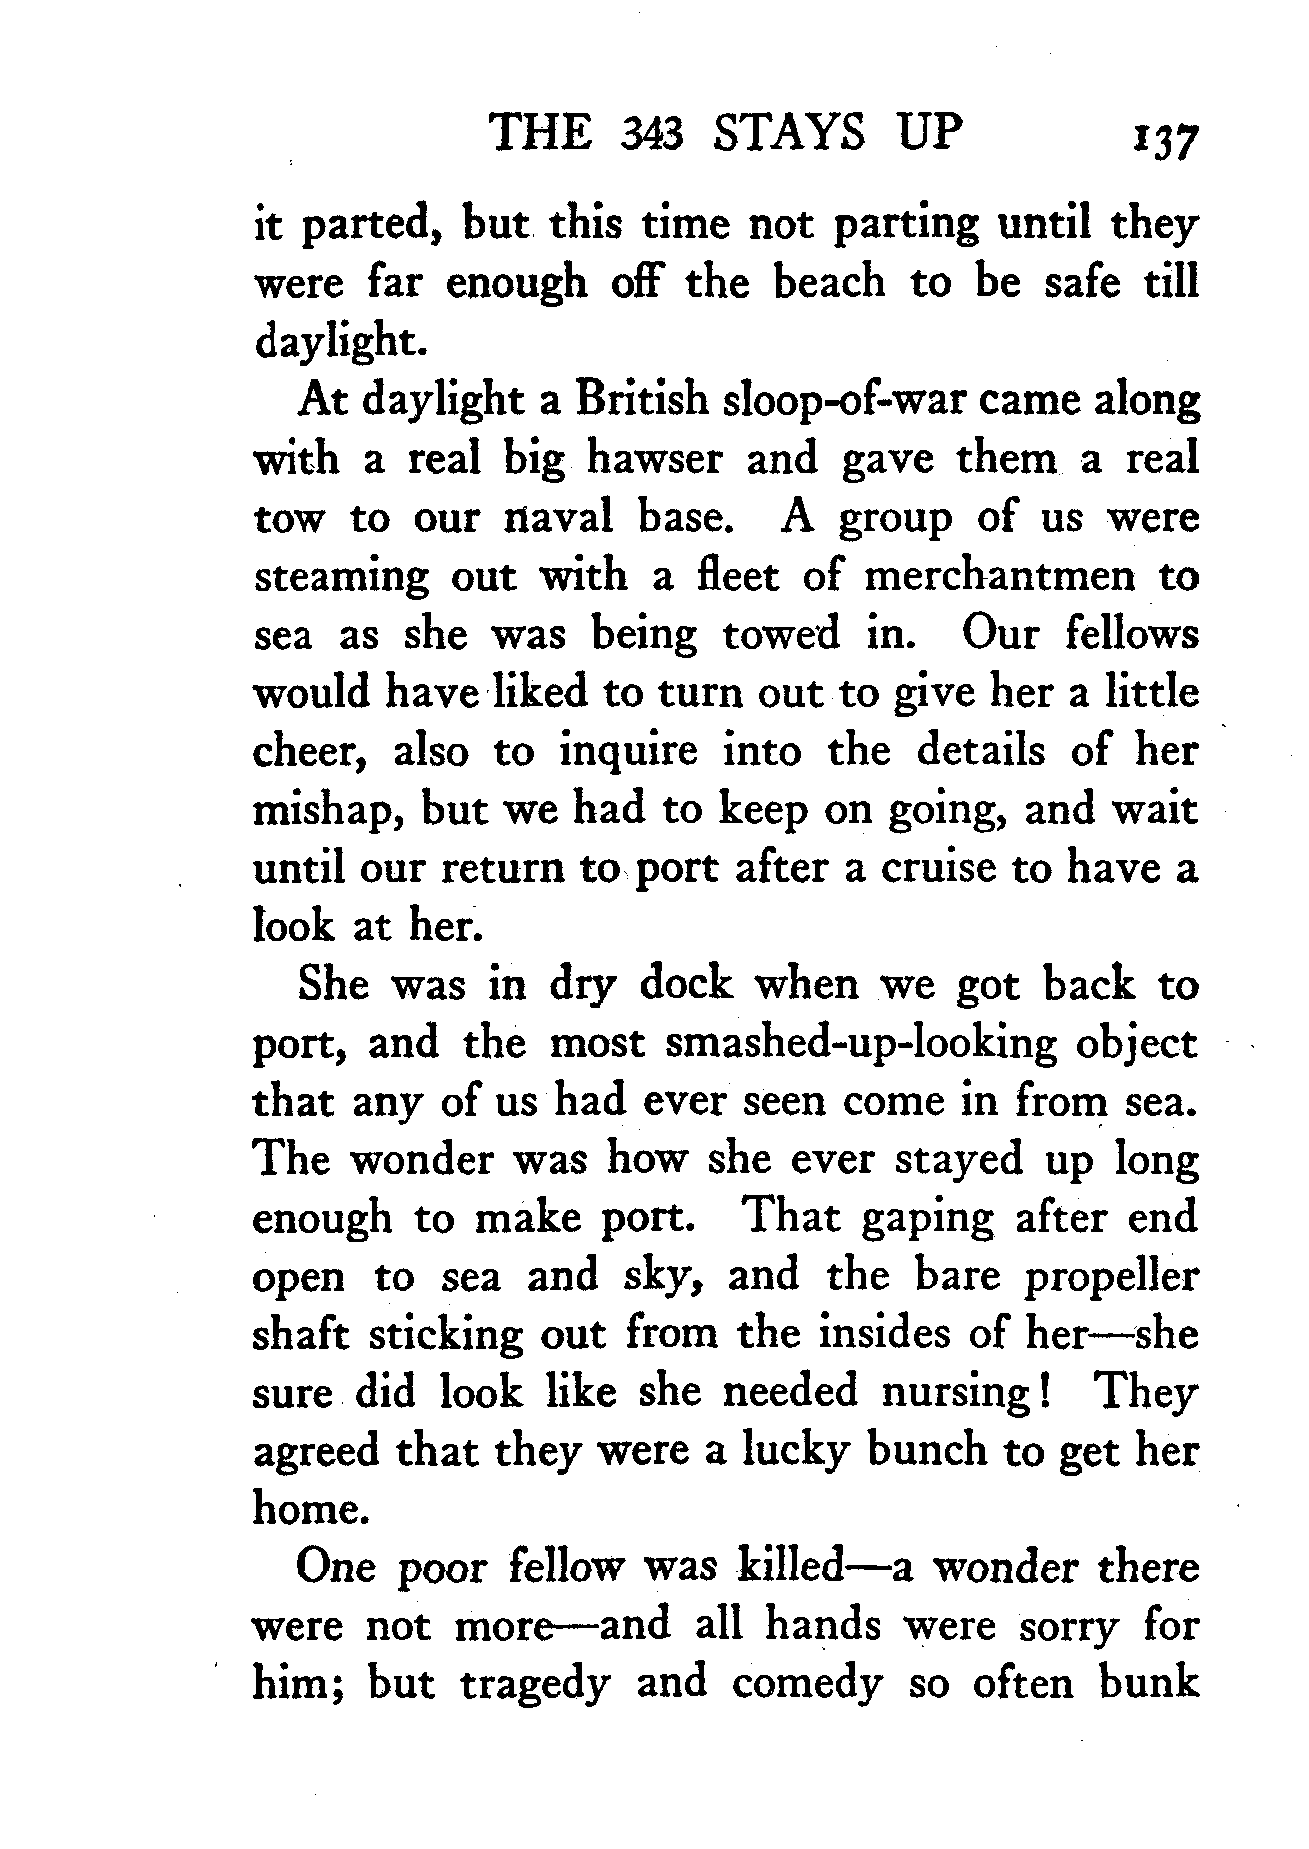 THE 343 STAYS UP 137
it parted, but this time not parting until they
were far enough off the beach to be safe till
daylight.
At daylight a British sloop-of-war came along
with a real big hawser and gave them a real
tow to our naval base. A group of us were
steaming out with a fleet of merchantmen to
sea as she was being towed in. Our fellows
would have liked to turn out to give her a little
cheer, also to inquire into the details of her
mishap, but we had to keep on going, and wait
until our return to port after a cruise to have a
look at her.
She was in dry dock when we got back to
port, and the most smashed-up-looking object
that any of us had ever seen come in from sea.
The wonder was how she ever stayed up long
enough to make port. That gaping after end
open to sea and sky, and the bare propeller
shaft sticking out from the insides of her—she
sure did look like she needed nursing! They
agreed that they were a lucky bunch to get her
home.
One poor fellow was killed—a wonder there
were not more—and all hands were sorry for
him; but tragedy and comedy so often bunk